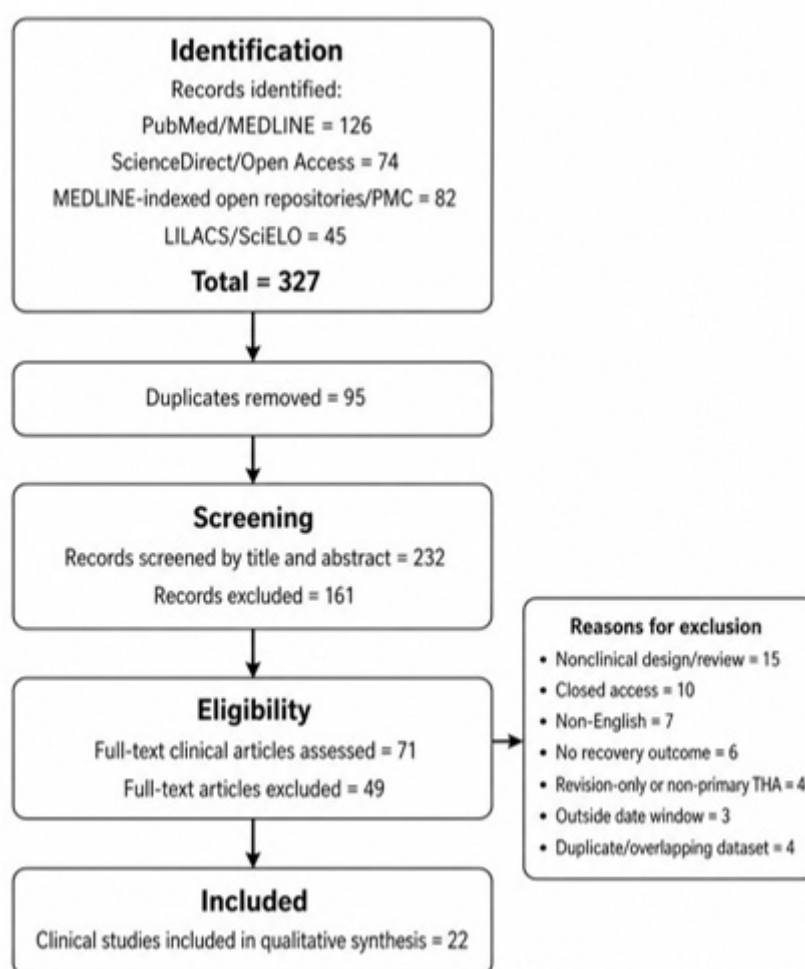 Identification
Records identified:
PubMed/MEDLINE = 126
ScienceDirect/Open Access = 74
MEDLINE-indexed open repositories/PMC = 82
LILACS/SciELO = 45
Total = 327
Duplicates removed = 95
Screening
Records screened by title and abstract = 232
Records excluded = 161
Eligibility
Full-text clinical articles assessed = 71
Full-text articles excluded = 49
Reasons for exclusion
• Nonclinical design/review = 15
• Closed access = 10
• Non-English = 7
• No recovery outcome = 6
• Revision-only or non-primary THA = 4
• Outside date window = 3
• Duplicate/overlapping dataset = 4
Included
Clinical studies included in qualitative synthesis = 22